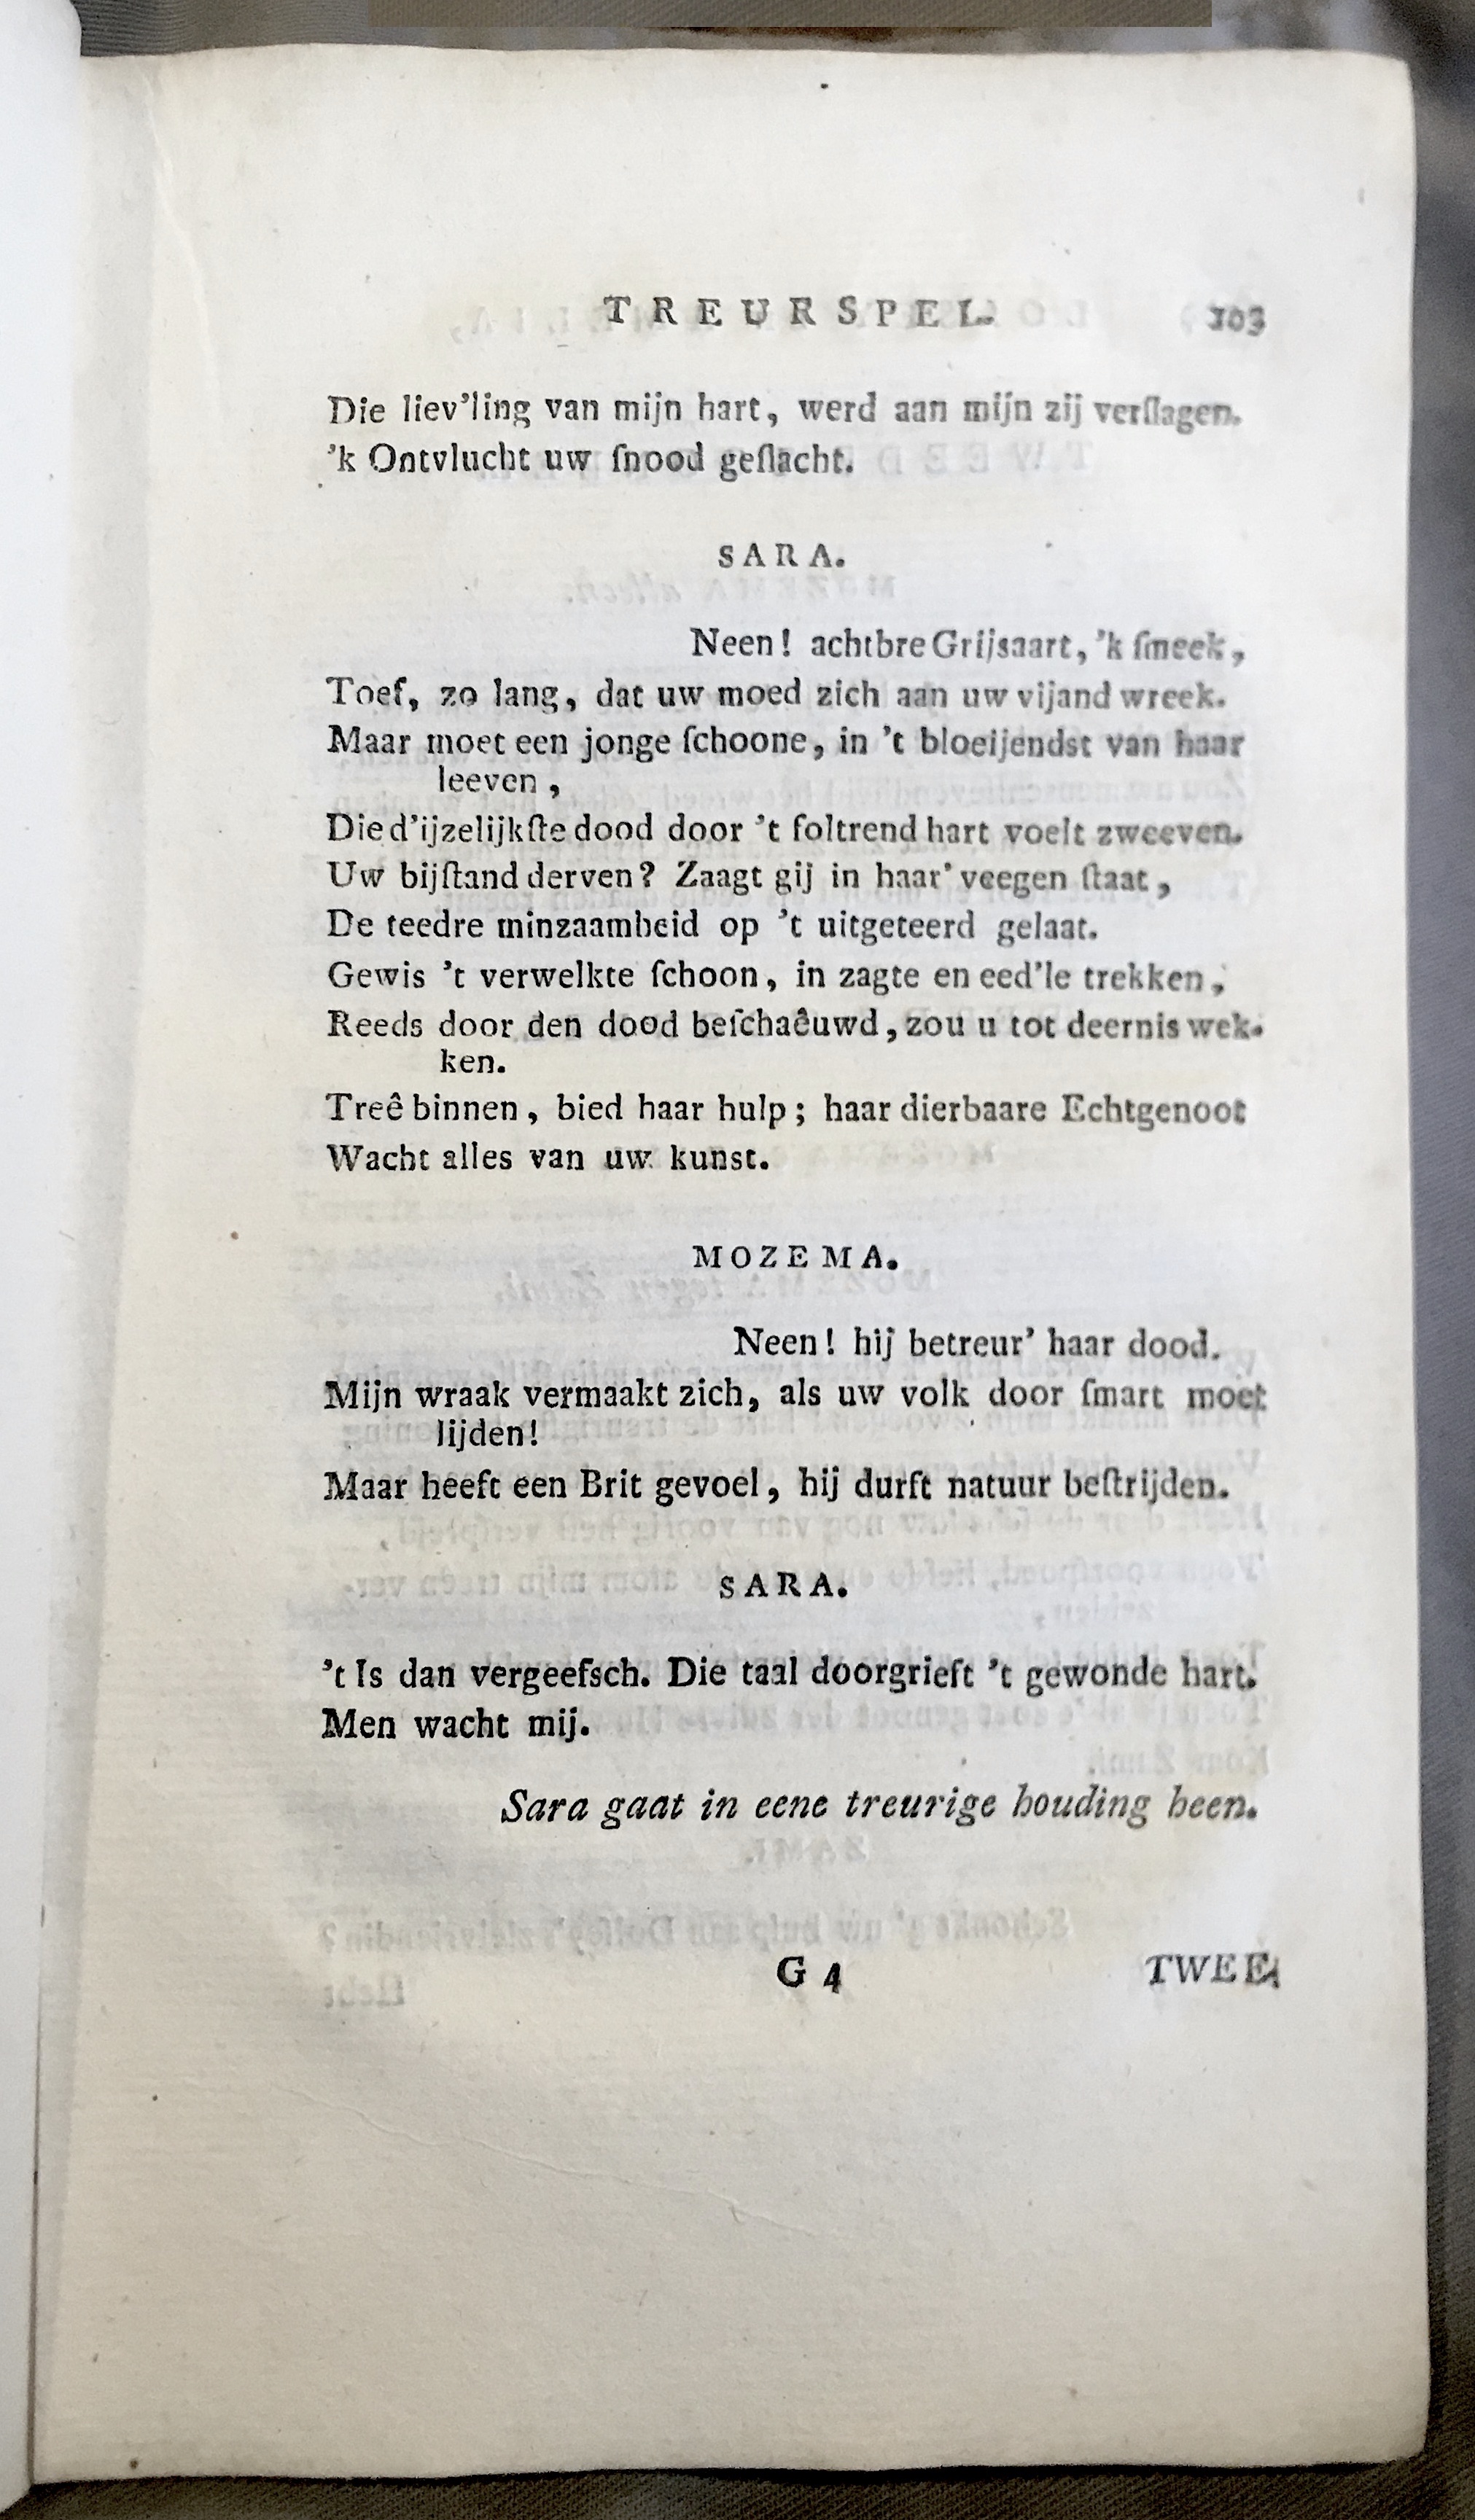 TREURSPEL. 103
Die liev'ling van mijn hart, werd aan mijn zij verſlagen.
'k Ontvlucht uw ſnood geſlacht.
SARA.
Neen! achtbre Grijsaart, 'k ſmeek,
Toef, zo lang, dat uw moed zich aan uw vijand wreek.
Maar moet een jonge ſchoone, in 't bloeijendst van haar
leeven,
Die d'ijzelijkſte dood door 't foltrend hart voelt zweeven.
Uw bijſtand derven? Zaagt gij in haar' veegen ſtaat,
De teedre minzaamheid op 't uitgeteerd gelaat.
Gewis 't verwelkte ſchoon, in zagte en eed'le trekken,
Reeds door den dood beſchaêuwd, zou u tot deernis wek-
ken.
Treê binnen, bied haar hulp; haar dierbaare Echtgenoot
Wacht alles van uw kunst.
MOZEMA.
Neen! hij betreur' haar dood.
Mijn wraak vermaakt zich, als uw volk door ſmart moet
lijden!
Maar heeft een Brit gevoel, hij durft natuur beſtrijden.
SARA.
't Is dan vergeefsch. Die taal doorgrieft 't gewonde hart.
Men wacht mij.
Sara gaat in eene treurige houding heen.
G 4 TWEE-